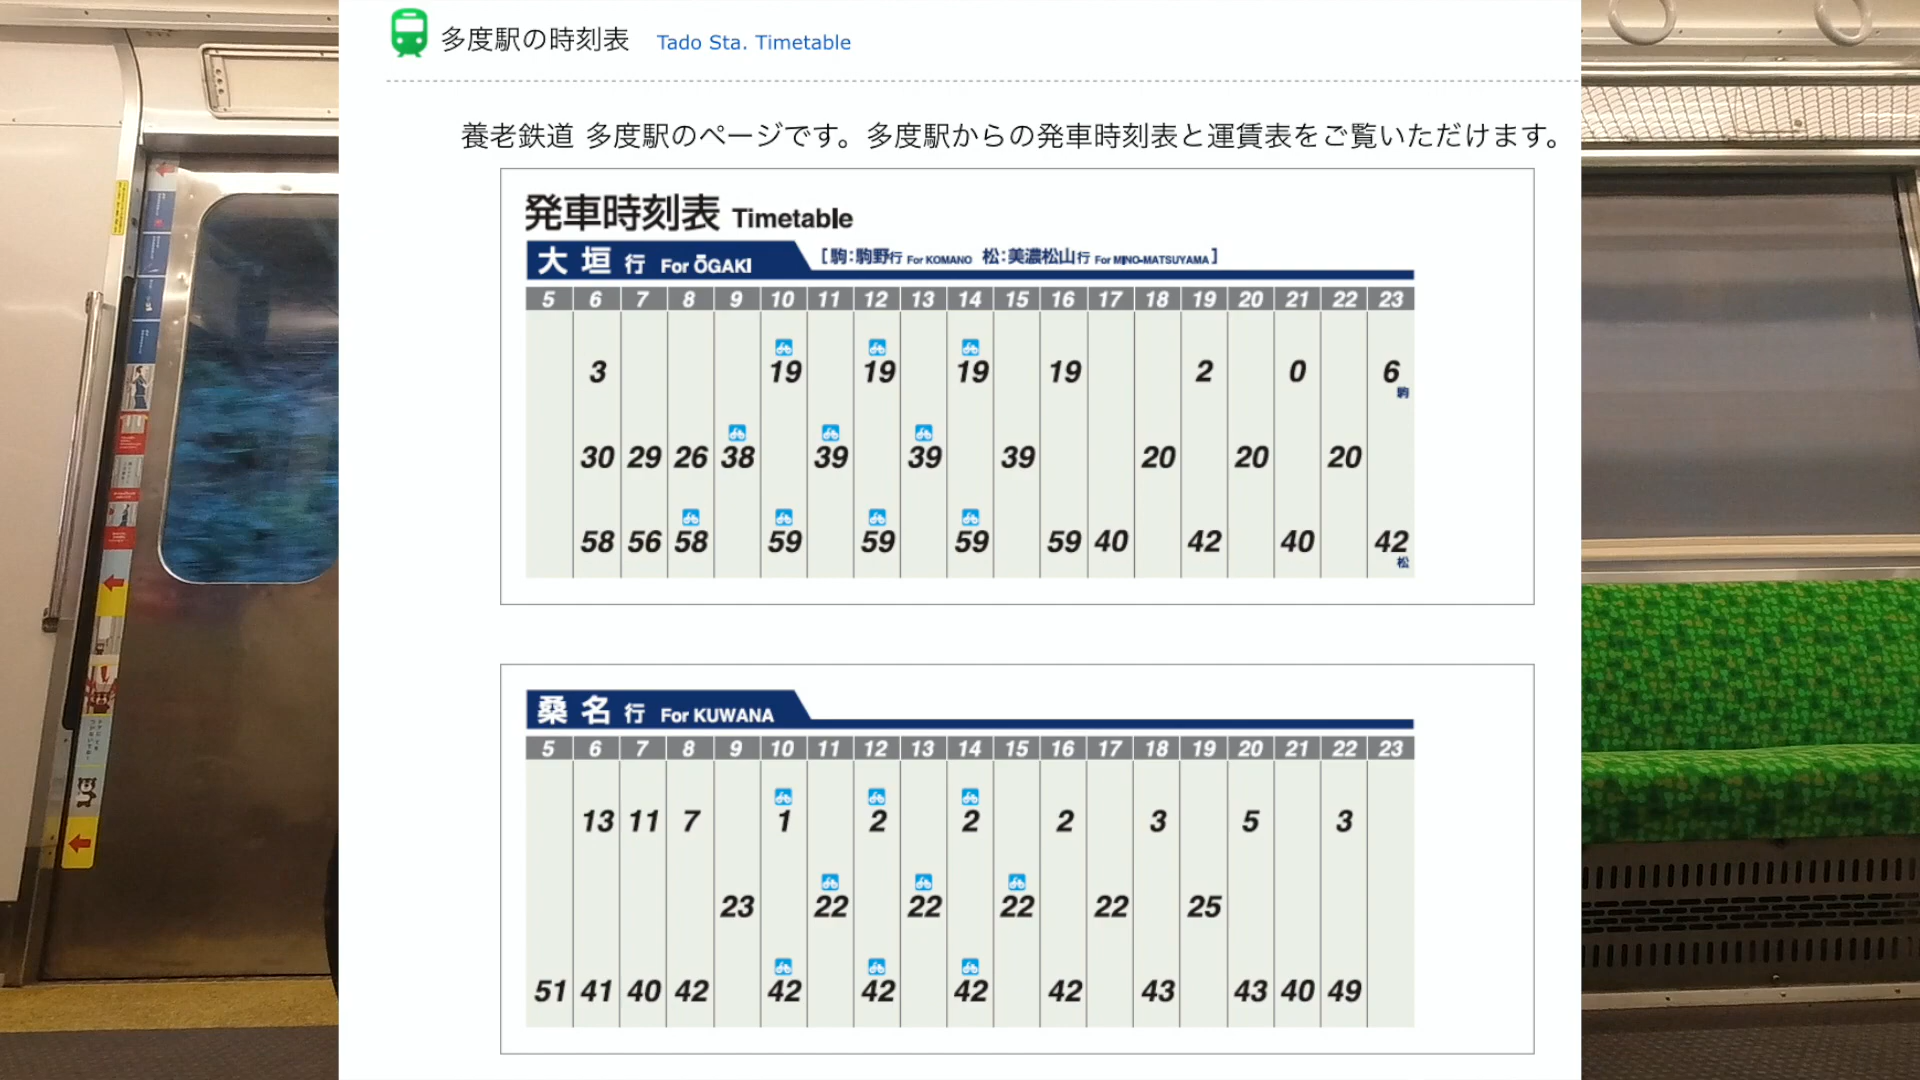 多度駅の時刻表 Tado Sta. Timetable
養老鉄道 多度駅のページです。多度駅からの発車時刻表と運賃表をご覧いただけます。
発車時刻表 Timetable
大垣行 For ŌGAKI [駒:駒野行 For KOMANO 松:美濃松山行 For MINO-MATSUYAMA]
5 6 7 8 9 10 11 12 13 14 15 16 17 18 19 20 21 22 23
3 19 19 19 19 2 0 6
駒
30 29 26 38 39 39 39 20 20 20
58 56 58 59 59 59 59 40 42 40 42
松
桑名行 For KUWANA
5 6 7 8 9 10 11 12 13 14 15 16 17 18 19 20 21 22 23
13 11 7 1 2 2 2 3 5 3
23 22 22 22 22 25
51 41 40 42 42 42 42 42 43 43 40 49